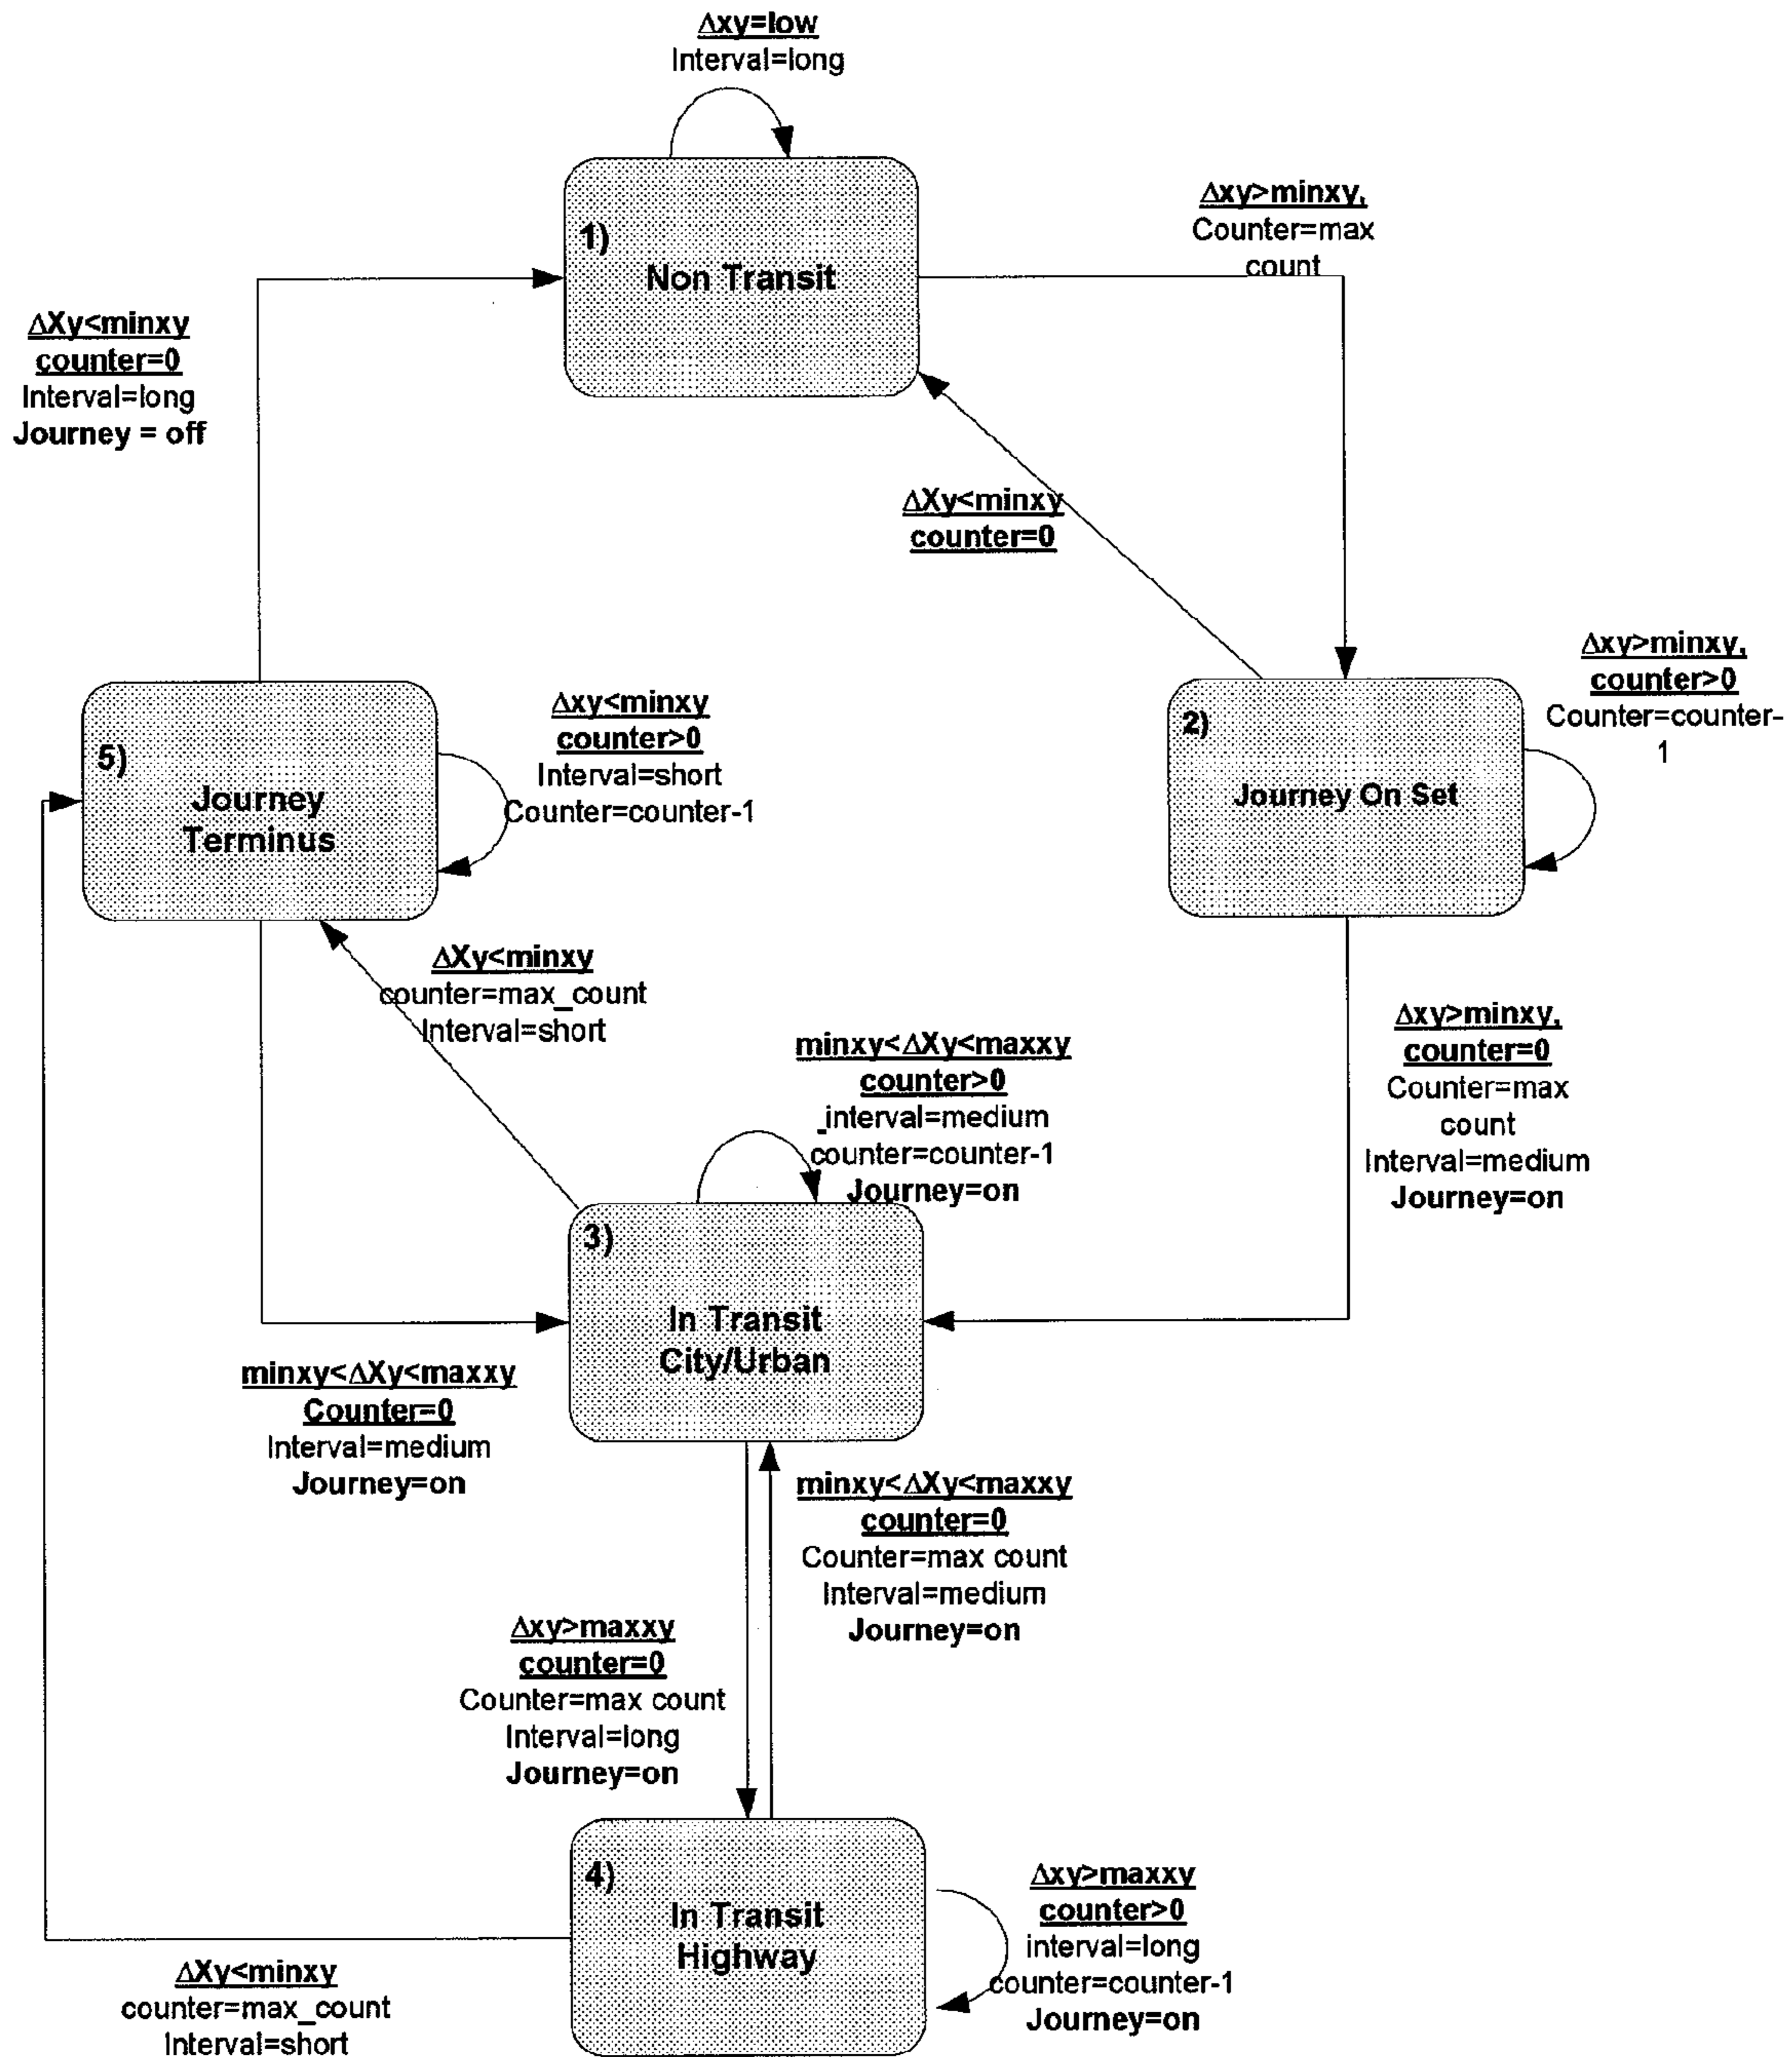 Δxy=low
Interval=long
1)
Non Transit
Δxy>minxy,
Counter=max
count
ΔXy<minxy
counter=0
Interval=long
Journey = off
ΔXy<minxy
counter=0
Δxy>minxy,
counter>0
Counter=counter-
1
2)
Journey On Set
5)
Journey
Terminus
Δxy<minxy
counter>0
Interval=short
Counter=counter-1
ΔXy<minxy
counter=max_count
Interval=short
Δxy>minxy,
counter=0
Counter=max
count
Interval=medium
Journey=on
minxy<ΔXy<maxxy
counter>0
_interval=medium
counter=counter-1
Journey=on
3)
In Transit
City/Urban
minxy<ΔXy<maxxy
Counter=0
Interval=medium
Journey=on
minxy<ΔXy<maxxy
counter=0
Counter=max count
Interval=medium
Journey=on
Δxy>maxxy
counter=0
Counter=max count
Interval=long
Journey=on
4)
In Transit
Highway
Δxy>maxxy
counter>0
interval=long
counter=counter-1
Journey=on
ΔXy<minxy
counter=max_count
Interval=short